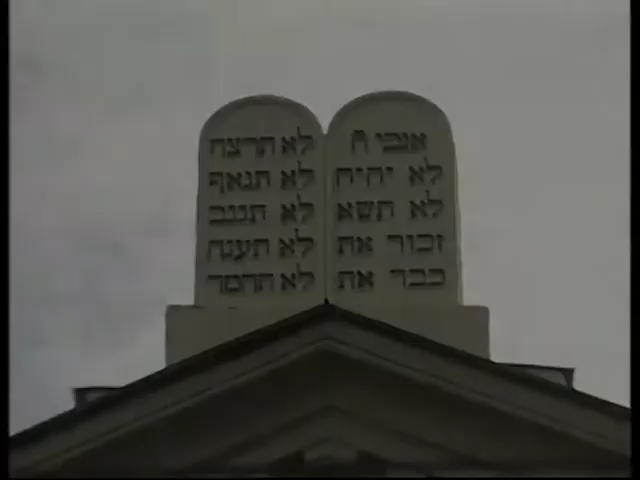 אנכי ה'
לא יהיה
לא תשא
זכור את
כבד את
לא תרצח
לא תנאף
לא תגנב
לא תענה
לא תחמד